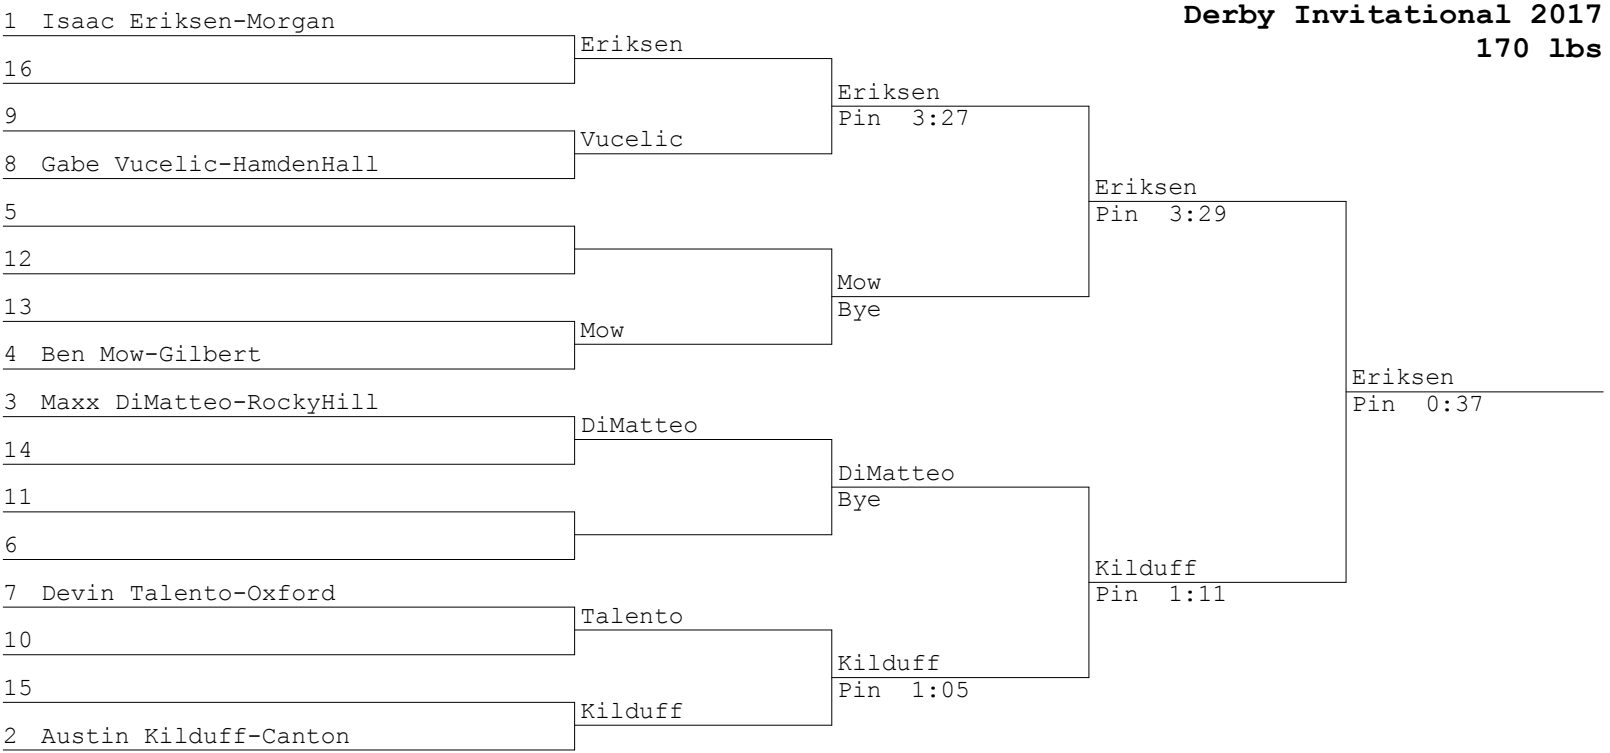 Derby Invitational 2017
170 lbs
1 Isaac Eriksen-Morgan
16
9
8 Gabe Vucelic-HamdenHall
5
12
13
4 Ben Mow-Gilbert
3 Maxx DiMatteo-RockyHill
14
11
6
7 Devin Talento-Oxford
10
15
2 Austin Kilduff-Canton
Eriksen
Vucelic
Mow
DiMatteo
Talento
Kilduff
Eriksen
Pin 3:27
Mow
Bye
DiMatteo
Bye
Kilduff
Pin 1:05
Eriksen
Pin 3:29
Kilduff
Pin 1:11
Eriksen
Pin 0:37